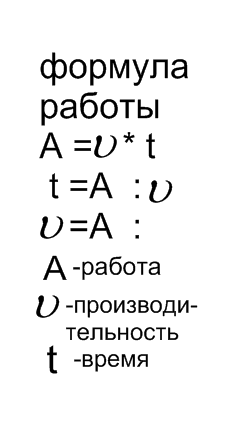 формула
работы
A =υ* t
t =A :υ
υ=A :
A -работа
υ -производи-
тельность
t -время